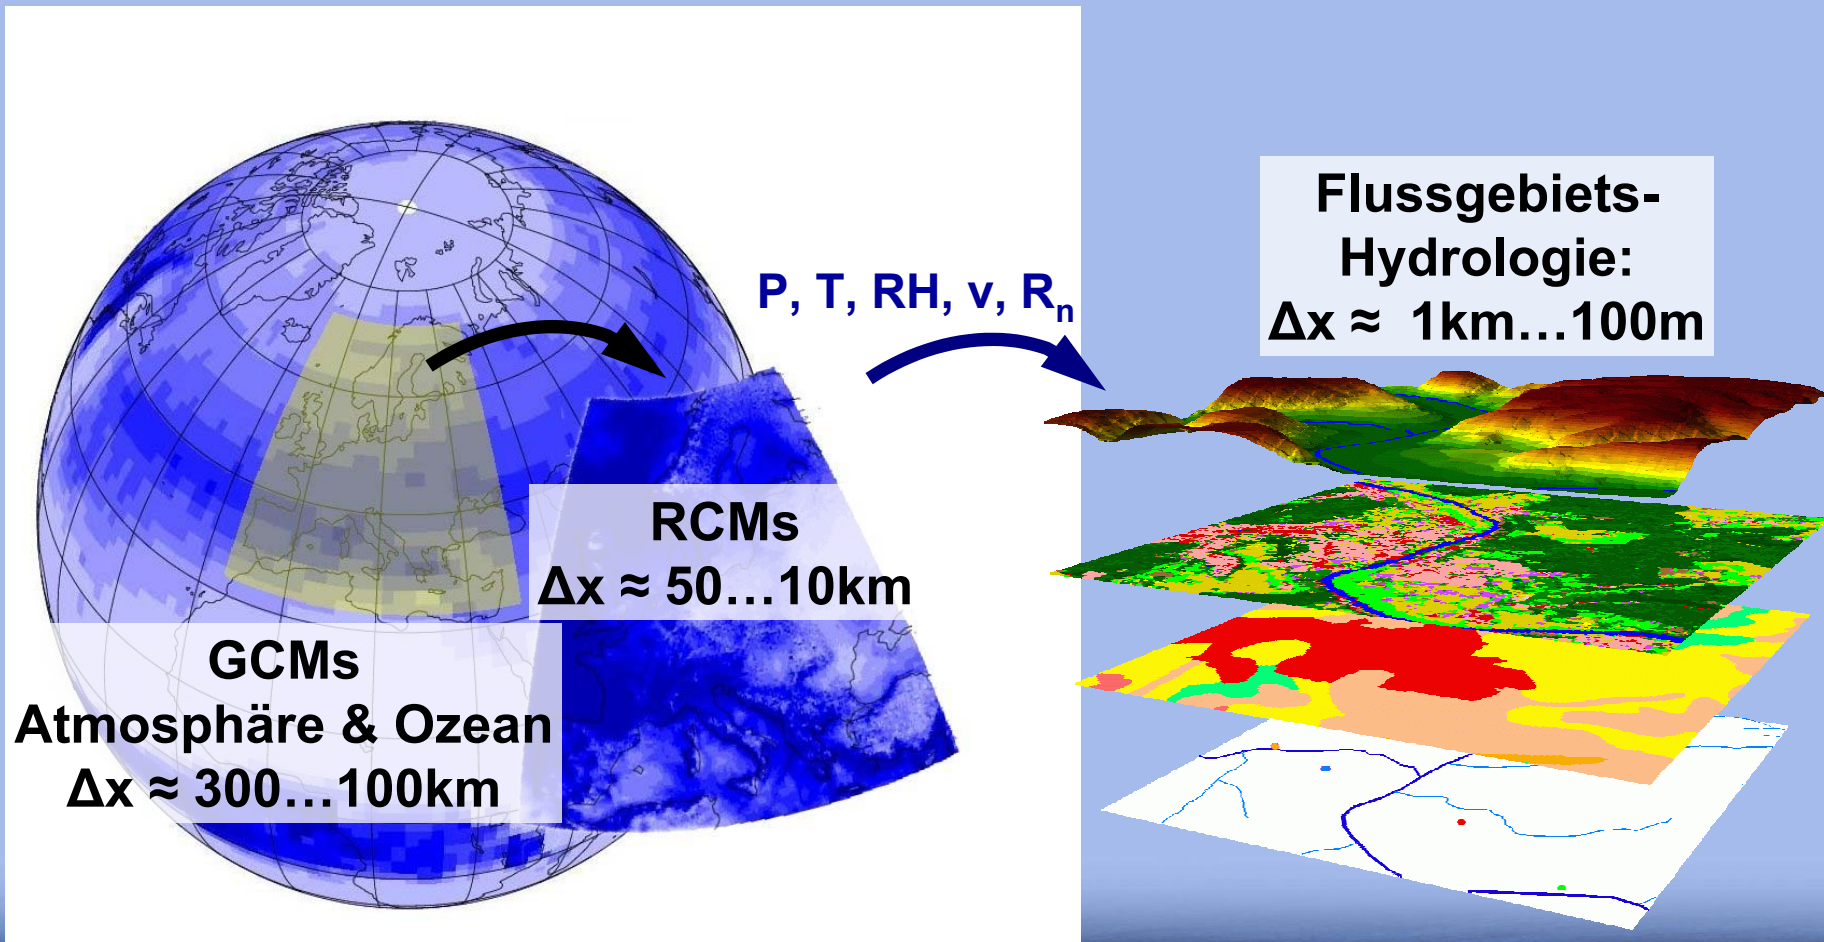 GCMs
Atmosphäre & Ozean
Δx ≈ 300…100km
RCMs
Δx ≈ 50…10km
P, T, RH, v, Rₙ
Flussgebiets-
Hydrologie:
Δx ≈ 1km…100m